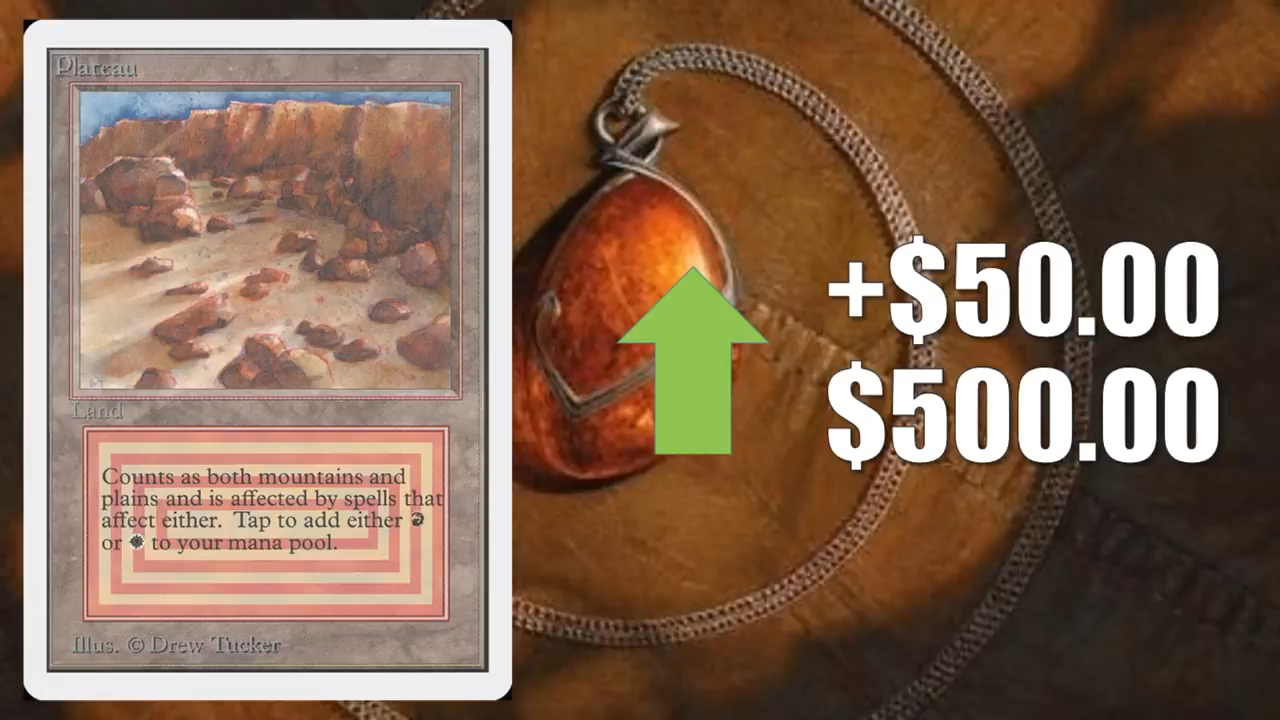 Plateau
Land
Counts as both mountains and
plains and is affected by spells that
affect either. Tap to add either
or to your mana pool.
Illus. © Drew Tucker
+$50.00
$500.00